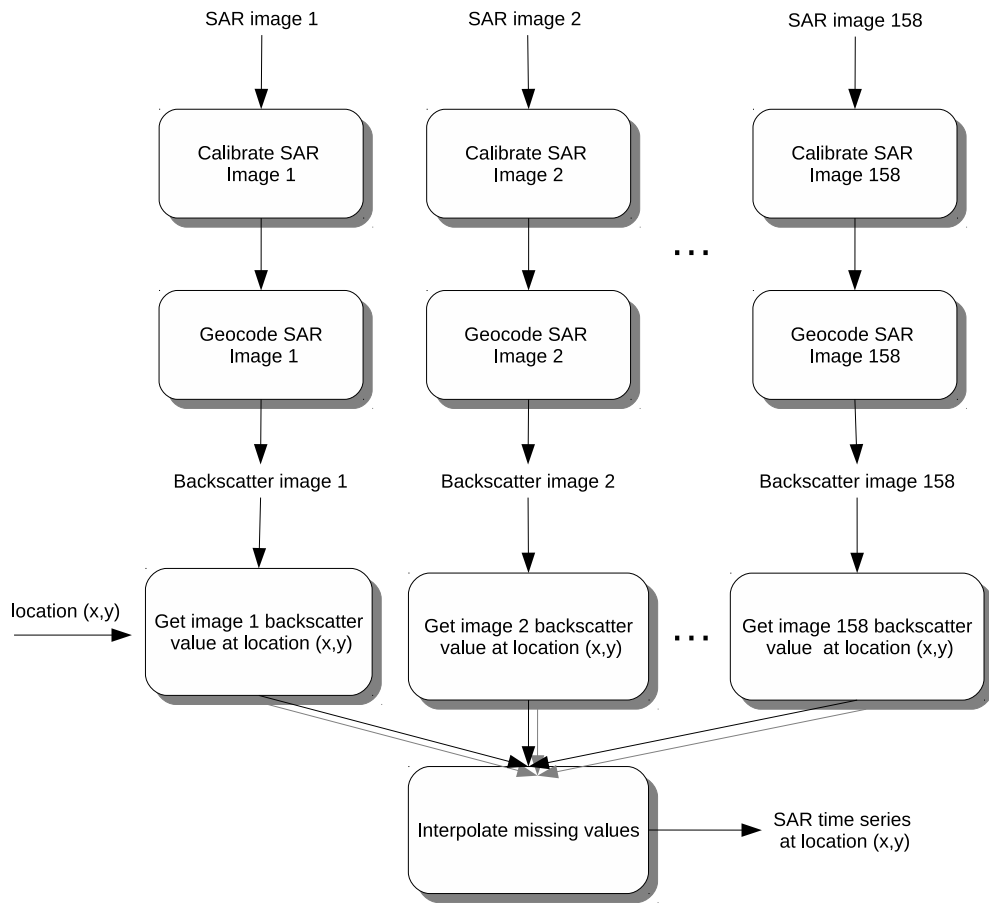 SAR image 1
SAR image 2
SAR image 158
Calibrate SAR
Image 1
Calibrate SAR
Image 2
Calibrate SAR
Image 158
...
Geocode SAR
Image 1
Geocode SAR
Image 2
Geocode SAR
Image 158
Backscatter image 1
Backscatter image 2
Backscatter image 158
location (x,y)
Get image 1 backscatter
value at location (x,y)
Get image 2 backscatter
value at location (x,y)
...
Get image 158 backscatter
value at location (x,y)
Interpolate missing values
SAR time series
at location (x,y)